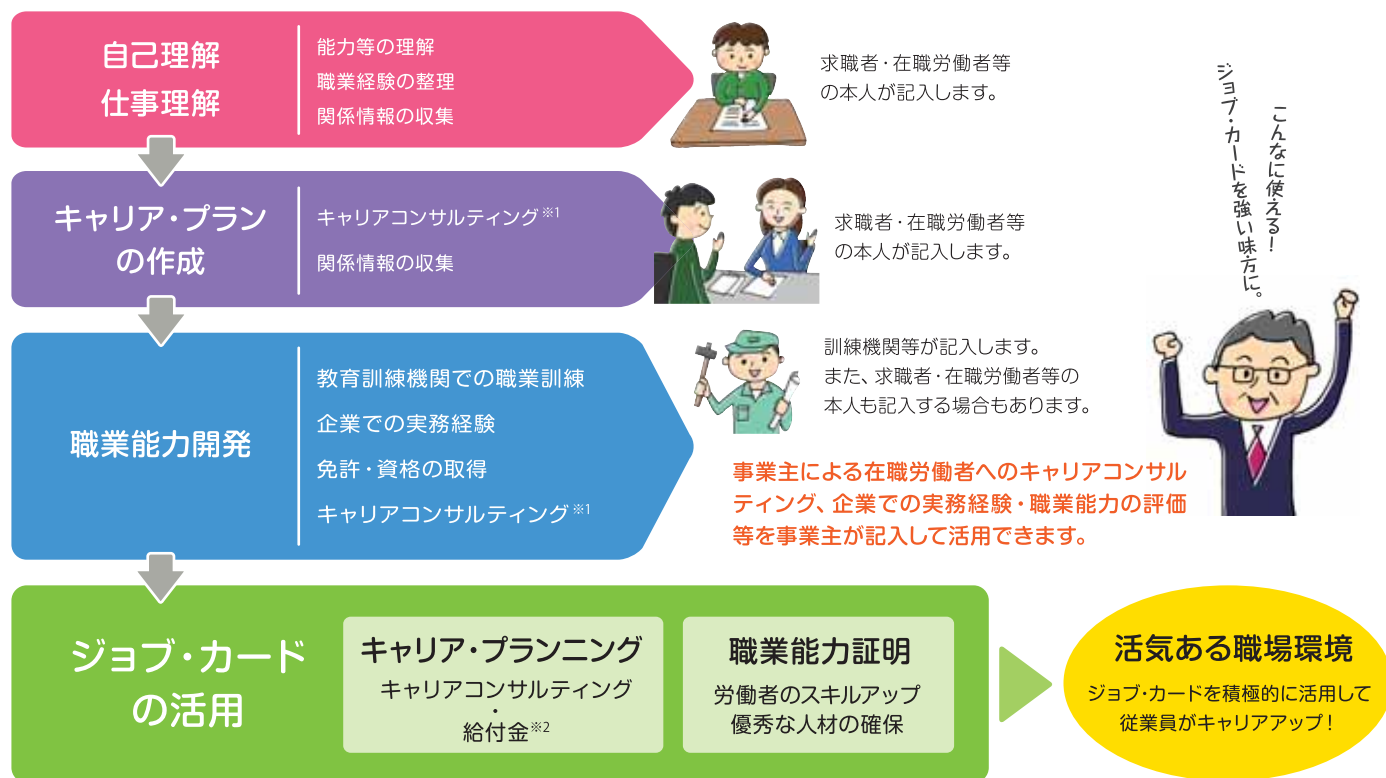 自己理解
仕事理解
能力等の理解
職業経験の整理
関係情報の収集
求職者・在職労働者等
の本人が記入します。
キャリア・プラン
の作成
キャリアコンサルティング※1
関係情報の収集
求職者・在職労働者等
の本人が記入します。
こんなに使える！
ジョブ・カードを強い味方に。
職業能力開発
教育訓練機関での職業訓練
企業での実務経験
免許・資格の取得
キャリアコンサルティング※1
訓練機関等が記入します。
また、求職者・在職労働者等の
本人も記入する場合もあります。
事業主による在職労働者へのキャリアコンサル
ティング、企業での実務経験・職業能力の評価
等を事業主が記入して活用できます。
ジョブ・カード
の活用
キャリア・プランニング
キャリアコンサルティング
・
給付金※2
職業能力証明
労働者のスキルアップ
優秀な人材の確保
活気ある職場環境
ジョブ・カードを積極的に活用して
従業員がキャリアアップ！